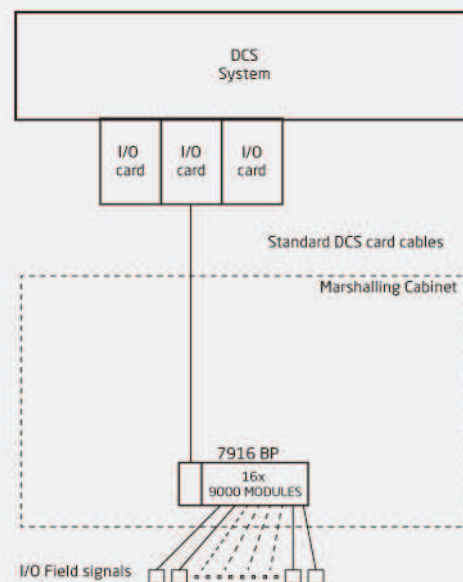 DCS
System
I/O
card
I/O
card
I/O
card
Standard DCS card cables
Marshalling Cabinet
7916 BP
16x
9000 MODULES
I/O Field signals